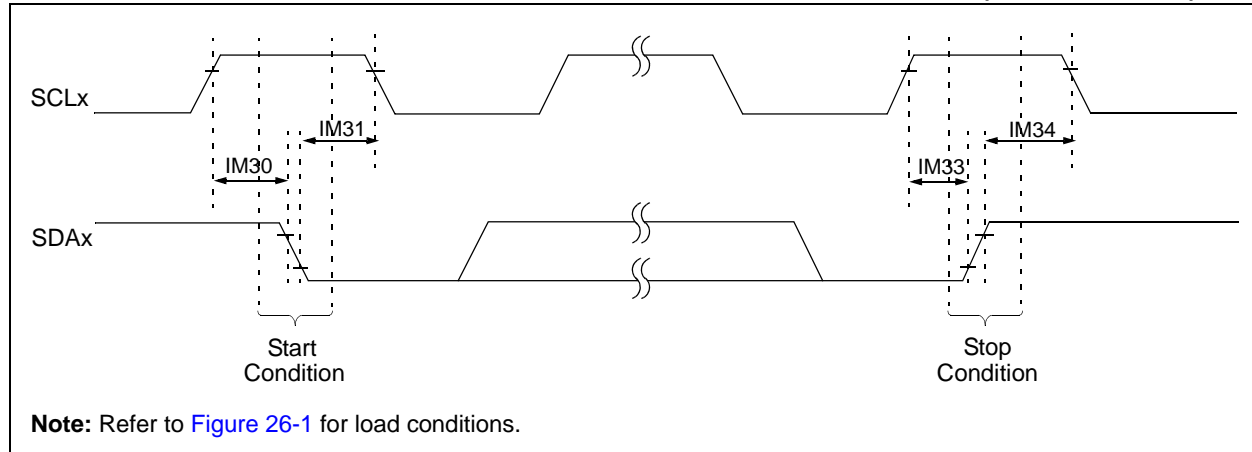 SCLx
IM31
IM34
IM30
IM33
SDAx
Start
Condition
Stop
Condition
Note: Refer to Figure 26-1 for load conditions.